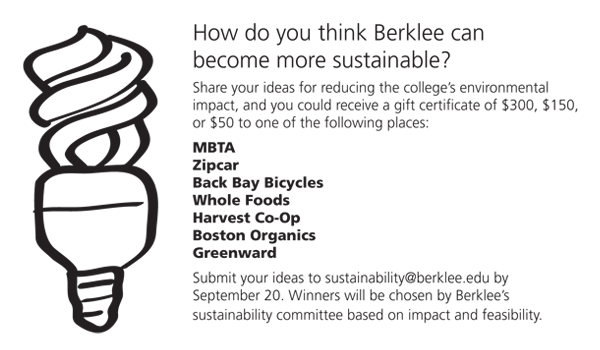 How do you think Berklee can
become more sustainable?
Share your ideas for reducing the college's environmental
impact, and you could receive a gift certificate of $300, $150,
or $50 to one of the following places:
MBTA
Zipcar
Back Bay Bicycles
Whole Foods
Harvest Co-Op
Boston Organics
Greenward
Submit your ideas to sustainability@berklee.edu by
September 20. Winners will be chosen by Berklee's
sustainability committee based on impact and feasibility.